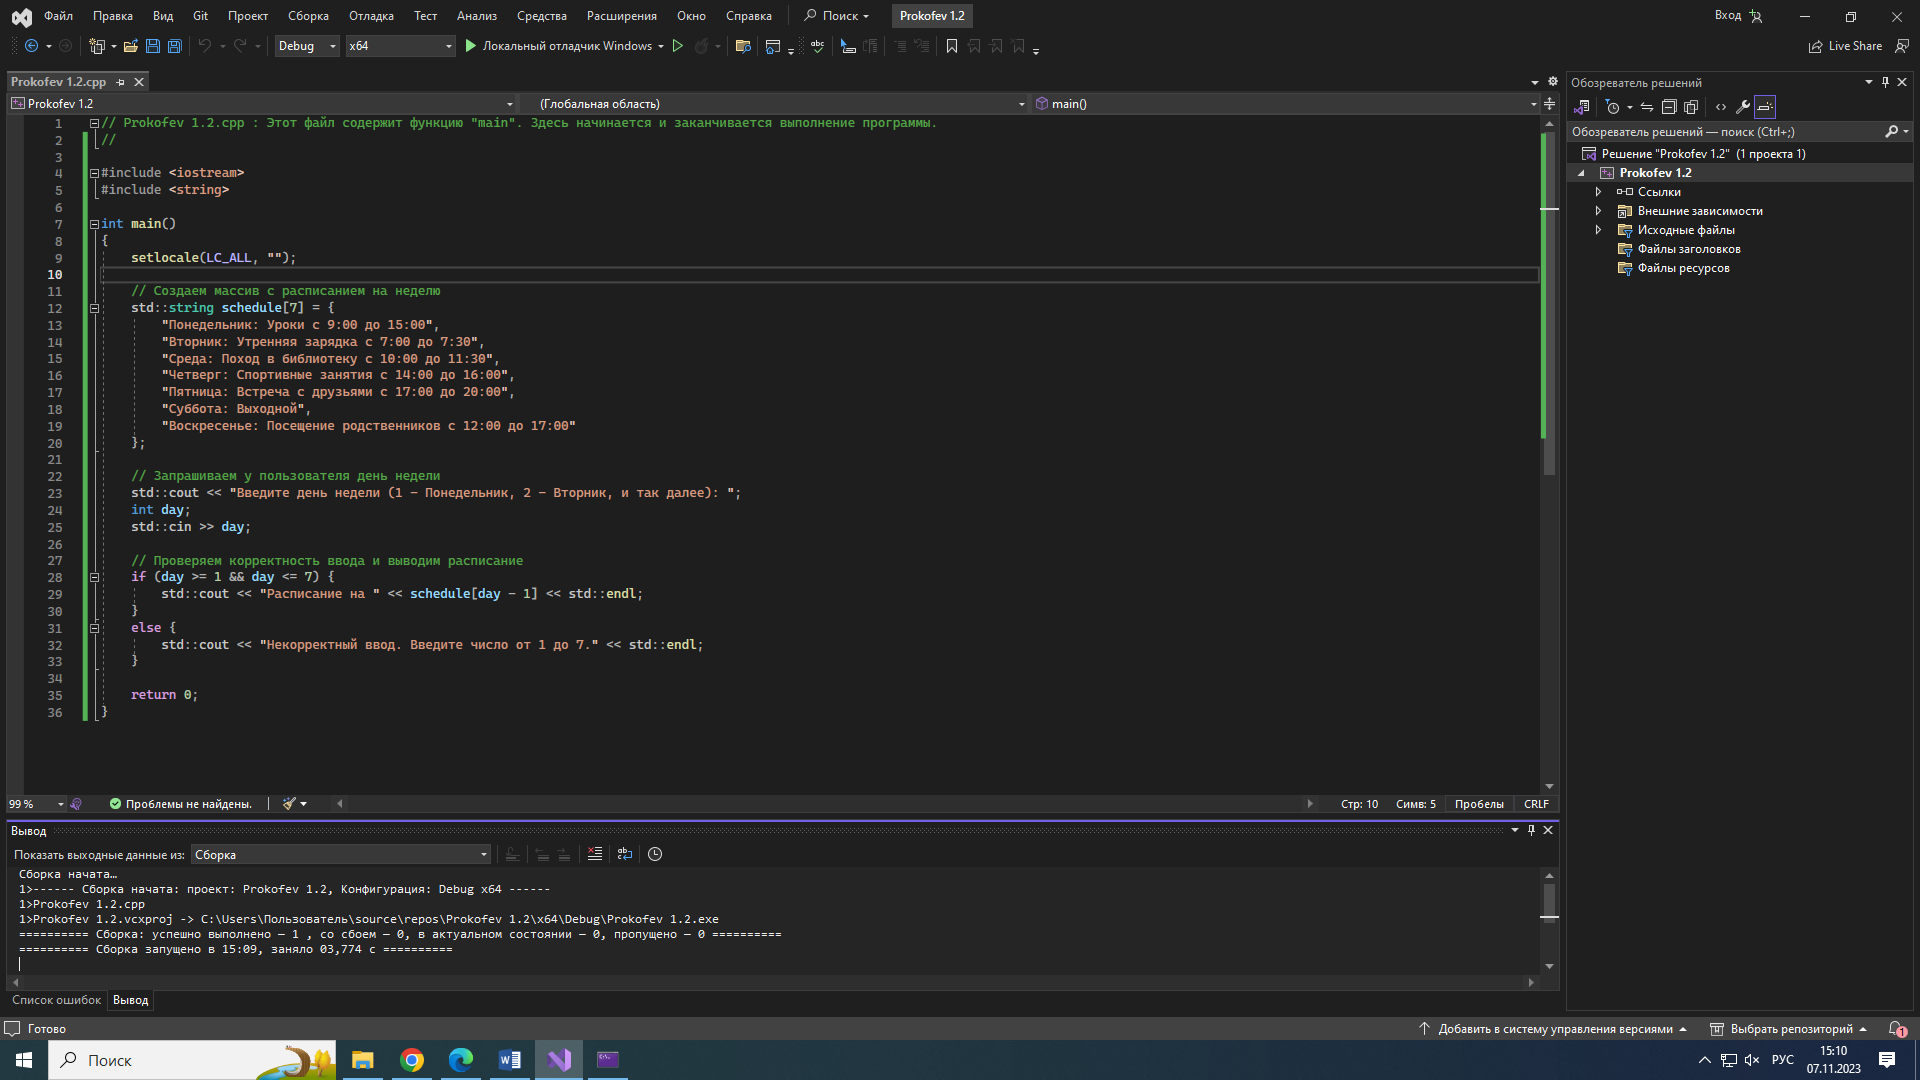 Файл Правка Вид Git Проект Сборка Отладка Тест Анализ Средства Расширения Окно Справка Поиск Prokofev 1.2 Вход
Debug x64 Локальный отладчик Windows Live Share
Prokofev 1.2.cpp
Prokofev 1.2 (Глобальная область) main()
1 // Prokofev 1.2.cpp : Этот файл содержит функцию "main". Здесь начинается и заканчивается выполнение программы.
2 //
3
4 #include <iostream>
5 #include <string>
6
7 int main()
8 {
9 setlocale(LC_ALL, "");
10
11 // Создаем массив с расписанием на неделю
12 std::string schedule[7] = {
13 "Понедельник: Уроки с 9:00 до 15:00",
14 "Вторник: Утренняя зарядка с 7:00 до 7:30",
15 "Среда: Поход в библиотеку с 10:00 до 11:30",
16 "Четверг: Спортивные занятия с 14:00 до 16:00",
17 "Пятница: Встреча с друзьями с 17:00 до 20:00",
18 "Суббота: Выходной",
19 "Воскресенье: Посещение родственников с 12:00 до 17:00"
20 };
21
22 // Запрашиваем у пользователя день недели
23 std::cout << "Введите день недели (1 - Понедельник, 2 - Вторник, и так далее): ";
24 int day;
25 std::cin >> day;
26
27 // Проверяем корректность ввода и выводим расписание
28 if (day >= 1 && day <= 7) {
29 std::cout << "Расписание на " << schedule[day - 1] << std::endl;
30 }
31 else {
32 std::cout << "Некорректный ввод. Введите число от 1 до 7." << std::endl;
33 }
34
35 return 0;
36 }
99 % Проблемы не найдены. Стр: 10 Симв: 5 Пробелы CRLF
Вывод
Показать выходные данные из: Сборка
Сборка начата…
1>------ Сборка начата: проект: Prokofev 1.2, Конфигурация: Debug x64 ------
1>Prokofev 1.2.cpp
1>Prokofev 1.2.vcxproj -> C:\Users\Пользователь\source\repos\Prokofev 1.2\x64\Debug\Prokofev 1.2.exe
========== Сборка: успешно выполнено — 1 , со сбоем — 0, в актуальном состоянии — 0, пропущено — 0 ==========
========== Сборка запущено в 15:09, заняло 03,774 с ==========
Список ошибок Вывод
Обозреватель решений
Обозреватель решений — поиск (Ctrl+;)
Решение "Prokofev 1.2" (1 проекта 1)
Prokofev 1.2
Ссылки
Внешние зависимости
Исходные файлы
Файлы заголовков
Файлы ресурсов
Готово Добавить в систему управления версиями Выбрать репозиторий 1
Поиск РУС 15:10
07.11.2023